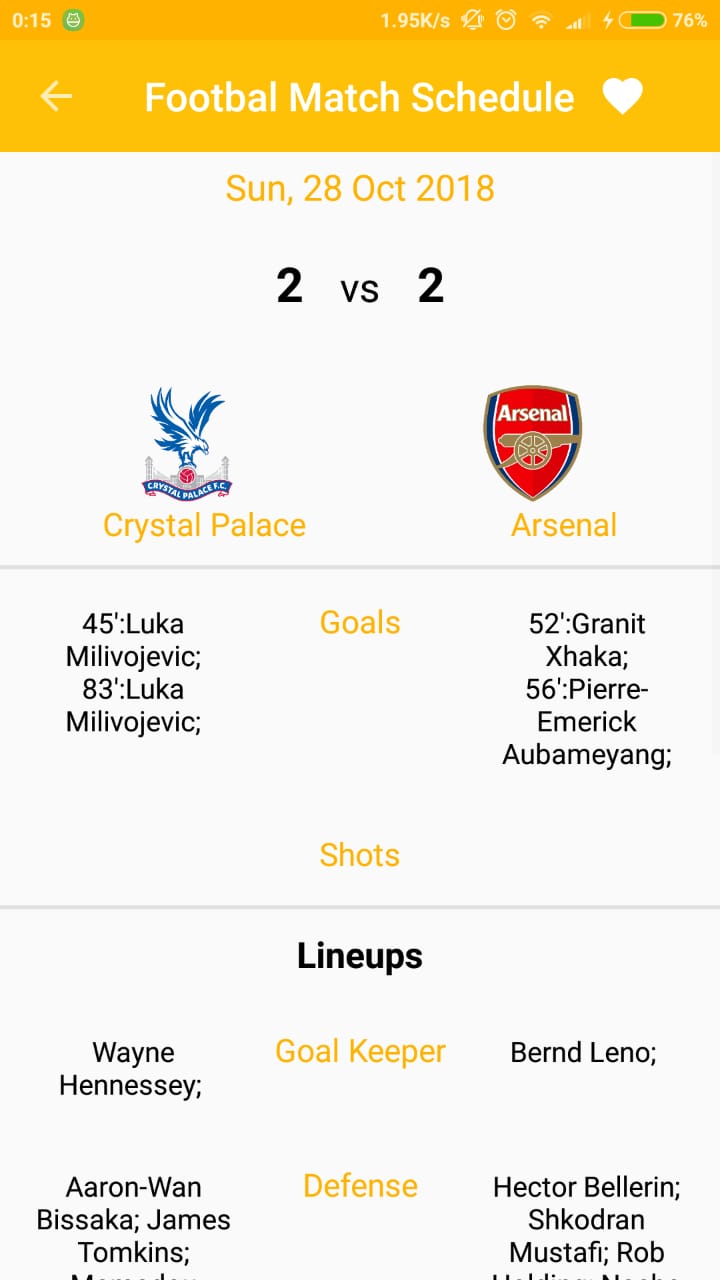 0:15 1.95K/s 76%
Footbal Match Schedule
Sun, 28 Oct 2018
2 vs 2
CRYSTAL PALACE F.C.
Arsenal
Crystal Palace
Arsenal
45':Luka
Milivojevic;
83':Luka
Milivojevic;
Goals
52':Granit
Xhaka;
56':Pierre-
Emerick
Aubameyang;
Shots
Lineups
Wayne
Hennessey;
Goal Keeper
Bernd Leno;
Aaron-Wan
Bissaka; James
Tomkins;
Defense
Hector Bellerin;
Shkodran
Mustafi; Rob